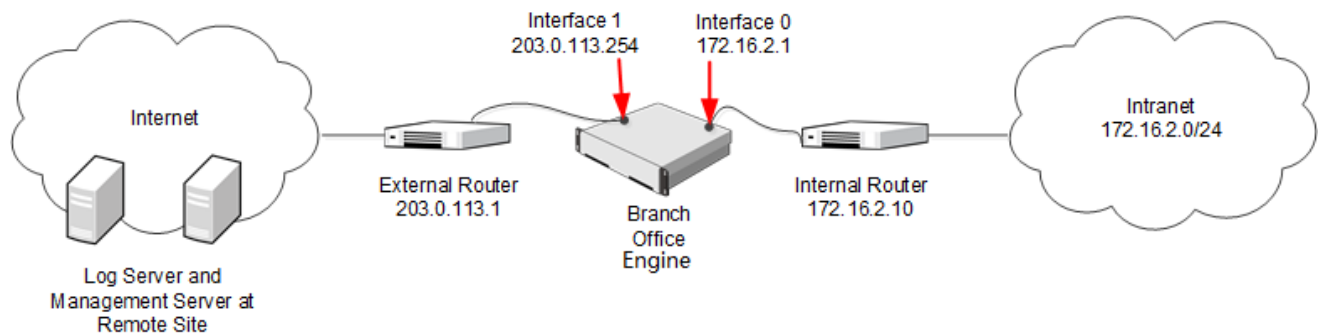 Interface 1
203.0.113.254
Interface 0
172.16.2.1
Internet
Intranet
172.16.2.0/24
External Router
203.0.113.1
Branch
Office
Engine
Internal Router
172.16.2.10
Log Server and
Management Server at
Remote Site